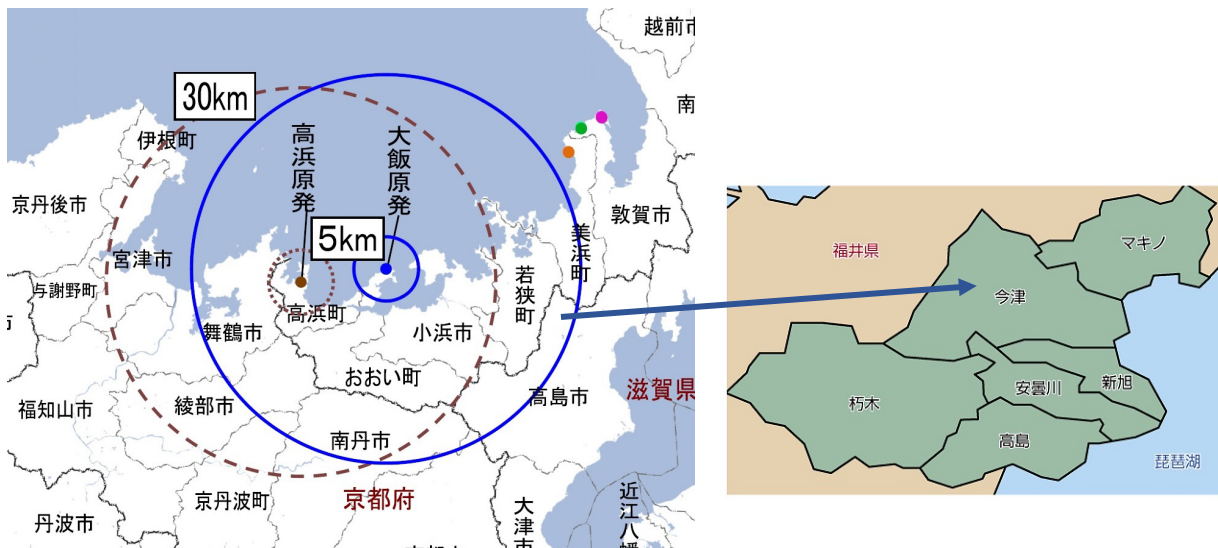 越前市
30km
南
伊根町
高浜原発
大飯原発
京丹後市
敦賀市
5km
美浜町
宮津市
若狭町
与謝野町
市
高浜町
舞鶴市
小浜市
おおい町
高島市
滋賀県
福知山市
綾部市
南丹市
京丹波町
京都府
丹波市
大津市
近江八幡
マキノ
福井県
今津
新旭
安曇川
朽木
高島
琵琶湖